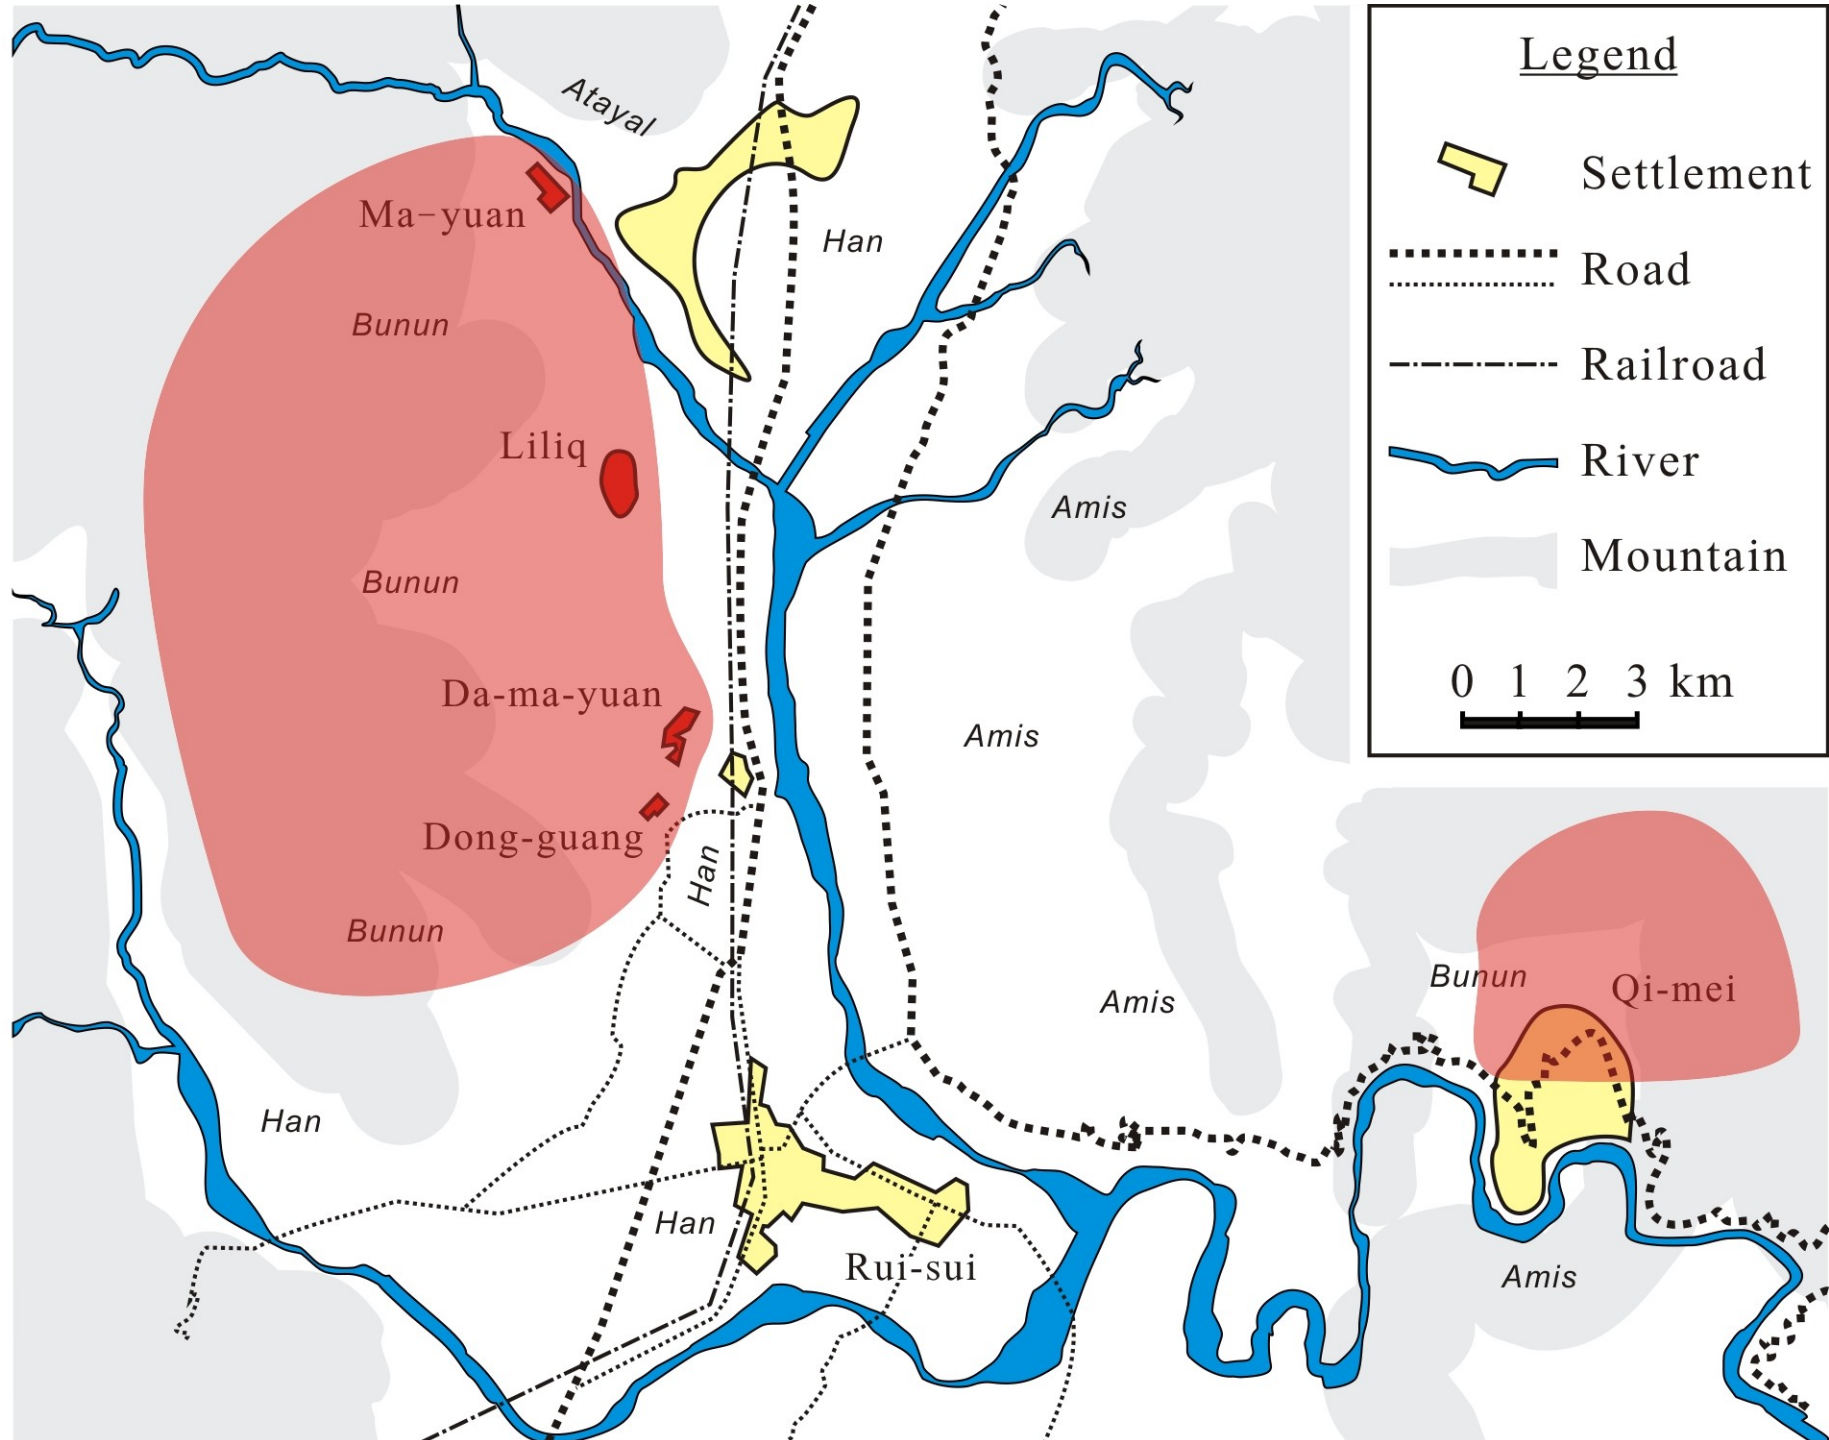 Legend
Atayal
Settlement
Ma-yuan
Han
Road
Bunun
Railroad
Liliq
River
Amis
Mountain
Bunun
0 1 2 3 km
Da-ma-yuan
Amis
Dong-guang
Han
Bunun
Bunun
Qi-mei
Amis
Han
Han
Rui-sui
Amis